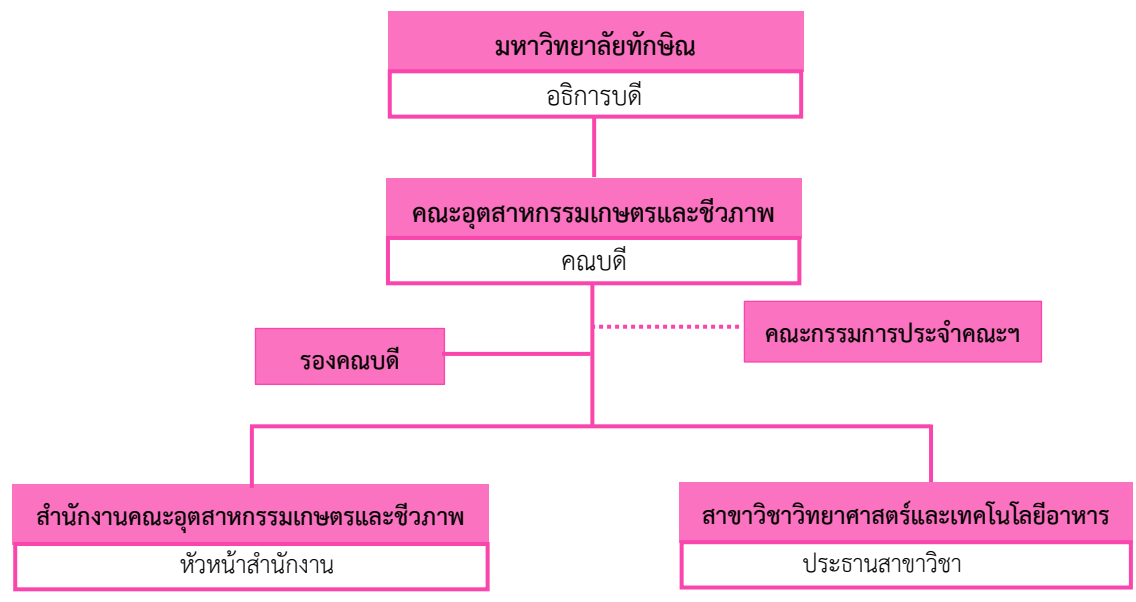 มหาวิทยาลัยทักษิณ
อธิการบดี
คณะอุตสาหกรรมเกษตรและชีวภาพ
คณบดี
คณะกรรมการประจำคณะฯ
รองคณบดี
สำนักงานคณะอุตสาหกรรมเกษตรและชีวภาพ
หัวหน้าสำนักงาน
สาขาวิชาวิทยาศาสตร์และเทคโนโลยีอาหาร
ประธานสาขาวิชา